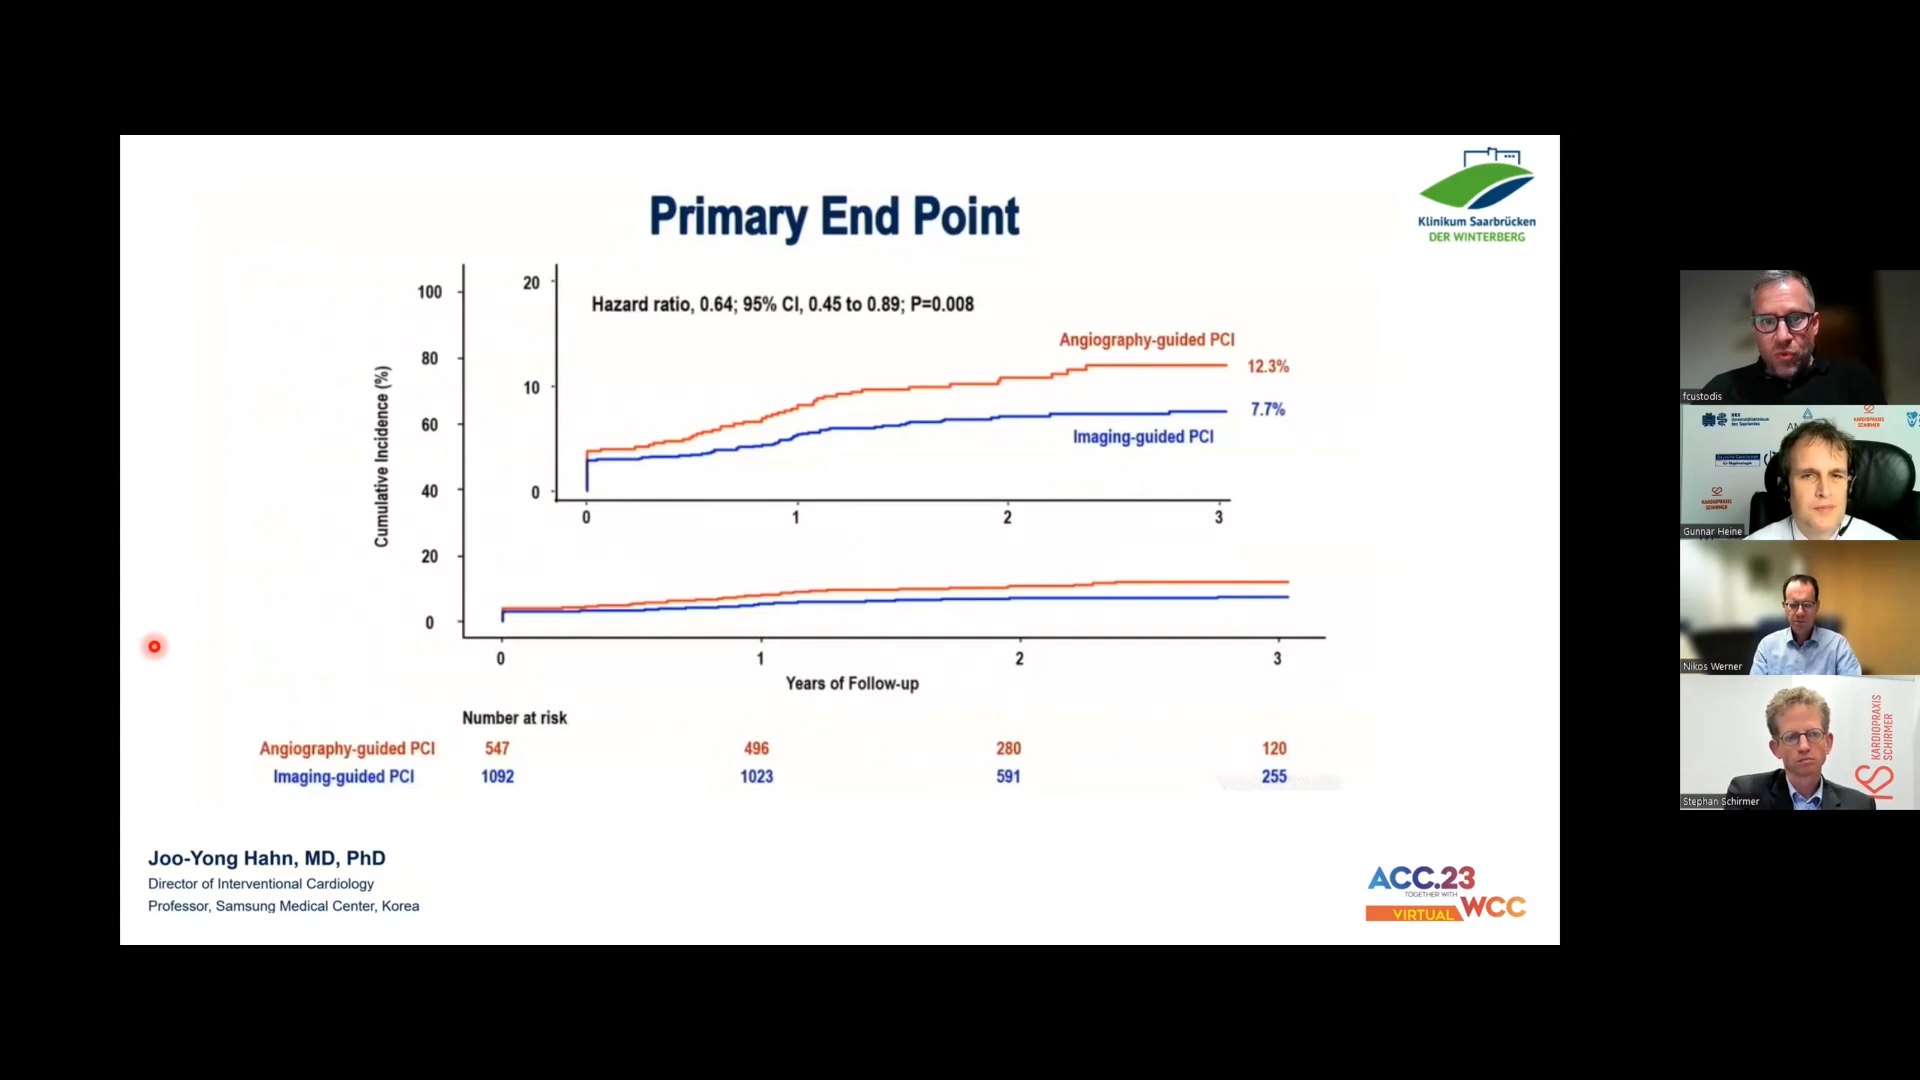 Primary End Point
Klinikum Saarbrücken
DER WINTERBERG
Cumulative Incidence (%)
100
80
60
40
20
0
20
10
0
Hazard ratio, 0.64; 95% CI, 0.45 to 0.89; P=0.008
Angiography-guided PCI
12.3%
7.7%
Imaging-guided PCI
0 1 2 3
0 1 2 3
Years of Follow-up
Number at risk
Angiography-guided PCI 547 496 280 120
Imaging-guided PCI 1092 1023 591 255
Joo-Yong Hahn, MD, PhD
Director of Interventional Cardiology
Professor, Samsung Medical Center, Korea
ACC.23
TOGETHER WITH
WCC
VIRTUAL
fcustodis
KARDIOPRAXIS
SCHIRMER
KARDIOPRAXIS
SCHIRMER
Gunnar Heine
Nikos Werner
KARDIOPRAXIS
SCHIRMER
Stephan Schirmer